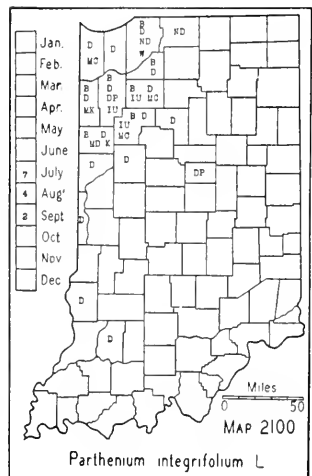 Jan.
Feb.
Mar.
Apr.
May
June
7 July
4 Aug'
2 Sept
Oct
Nov
Dec
D MC
D
B D ND W
ND
B D
B D MK
B D DP IU
B D IU MC
B D D MD K
IU MC
B D
D
D
D
DP
D
D
D
Miles
0 50
MAP 2100
Parthenium integrifolium L